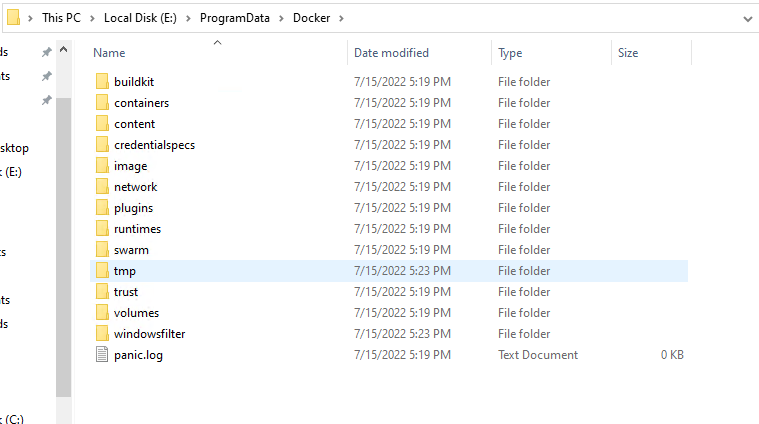 This PC > Local Disk (E:) > ProgramData > Docker >
Name Date modified Type Size
buildkit 7/15/2022 5:19 PM File folder
containers 7/15/2022 5:19 PM File folder
content 7/15/2022 5:19 PM File folder
credentialspecs 7/15/2022 5:19 PM File folder
image 7/15/2022 5:19 PM File folder
network 7/15/2022 5:19 PM File folder
plugins 7/15/2022 5:19 PM File folder
runtimes 7/15/2022 5:19 PM File folder
swarm 7/15/2022 5:19 PM File folder
tmp 7/15/2022 5:23 PM File folder
trust 7/15/2022 5:19 PM File folder
volumes 7/15/2022 5:19 PM File folder
windowsfilter 7/15/2022 5:23 PM File folder
panic.log 7/15/2022 5:19 PM Text Document 0 KB
ds
nts
sktop
(E:)
ts
nts
ds
(C:)